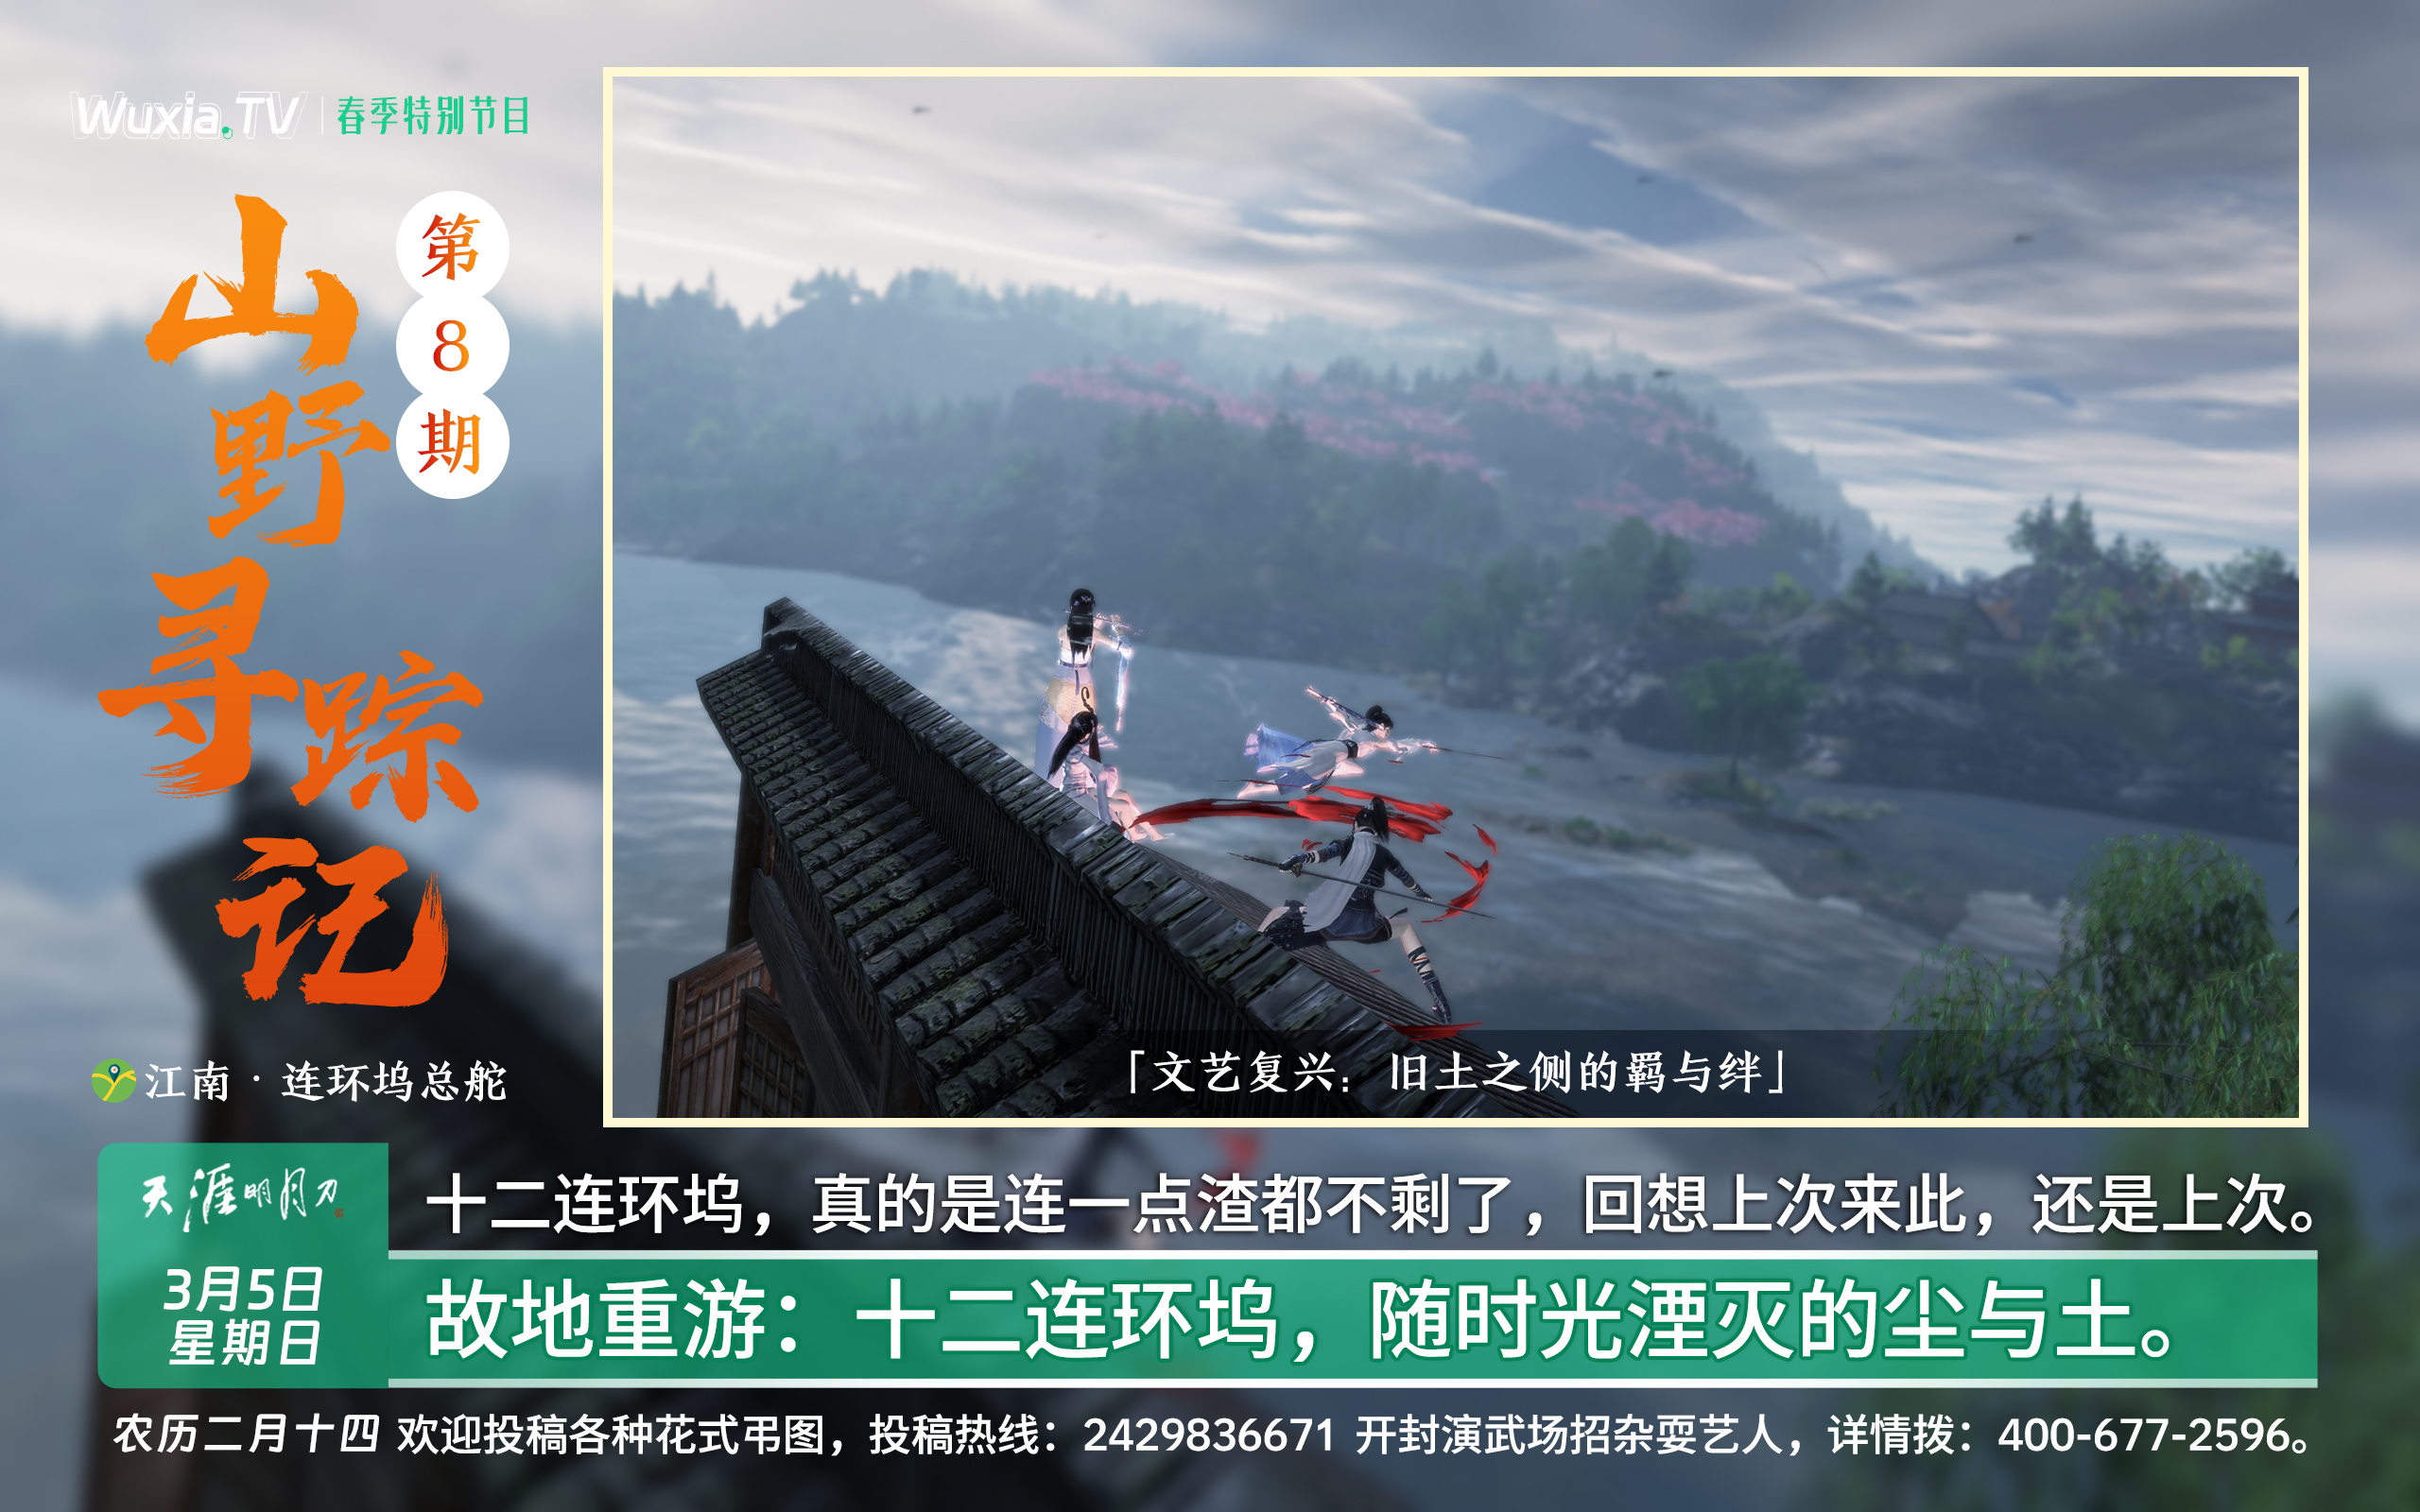 Wuxia.TV 春季特别节目
山野寻踪记
第8期
江南·连环坞总舵
「文艺复兴：旧土之侧的羁与绊」
天涯明月刀
3月5日
星期日
十二连环坞，真的是连一点渣都不剩了，回想上次来此，还是上次。
故地重游：十二连环坞，随时光湮灭的尘与土。
农历二月十四 欢迎投稿各种花式弔图，投稿热线：2429836671 开封演武场招杂耍艺人，详情拨：400-677-2596。